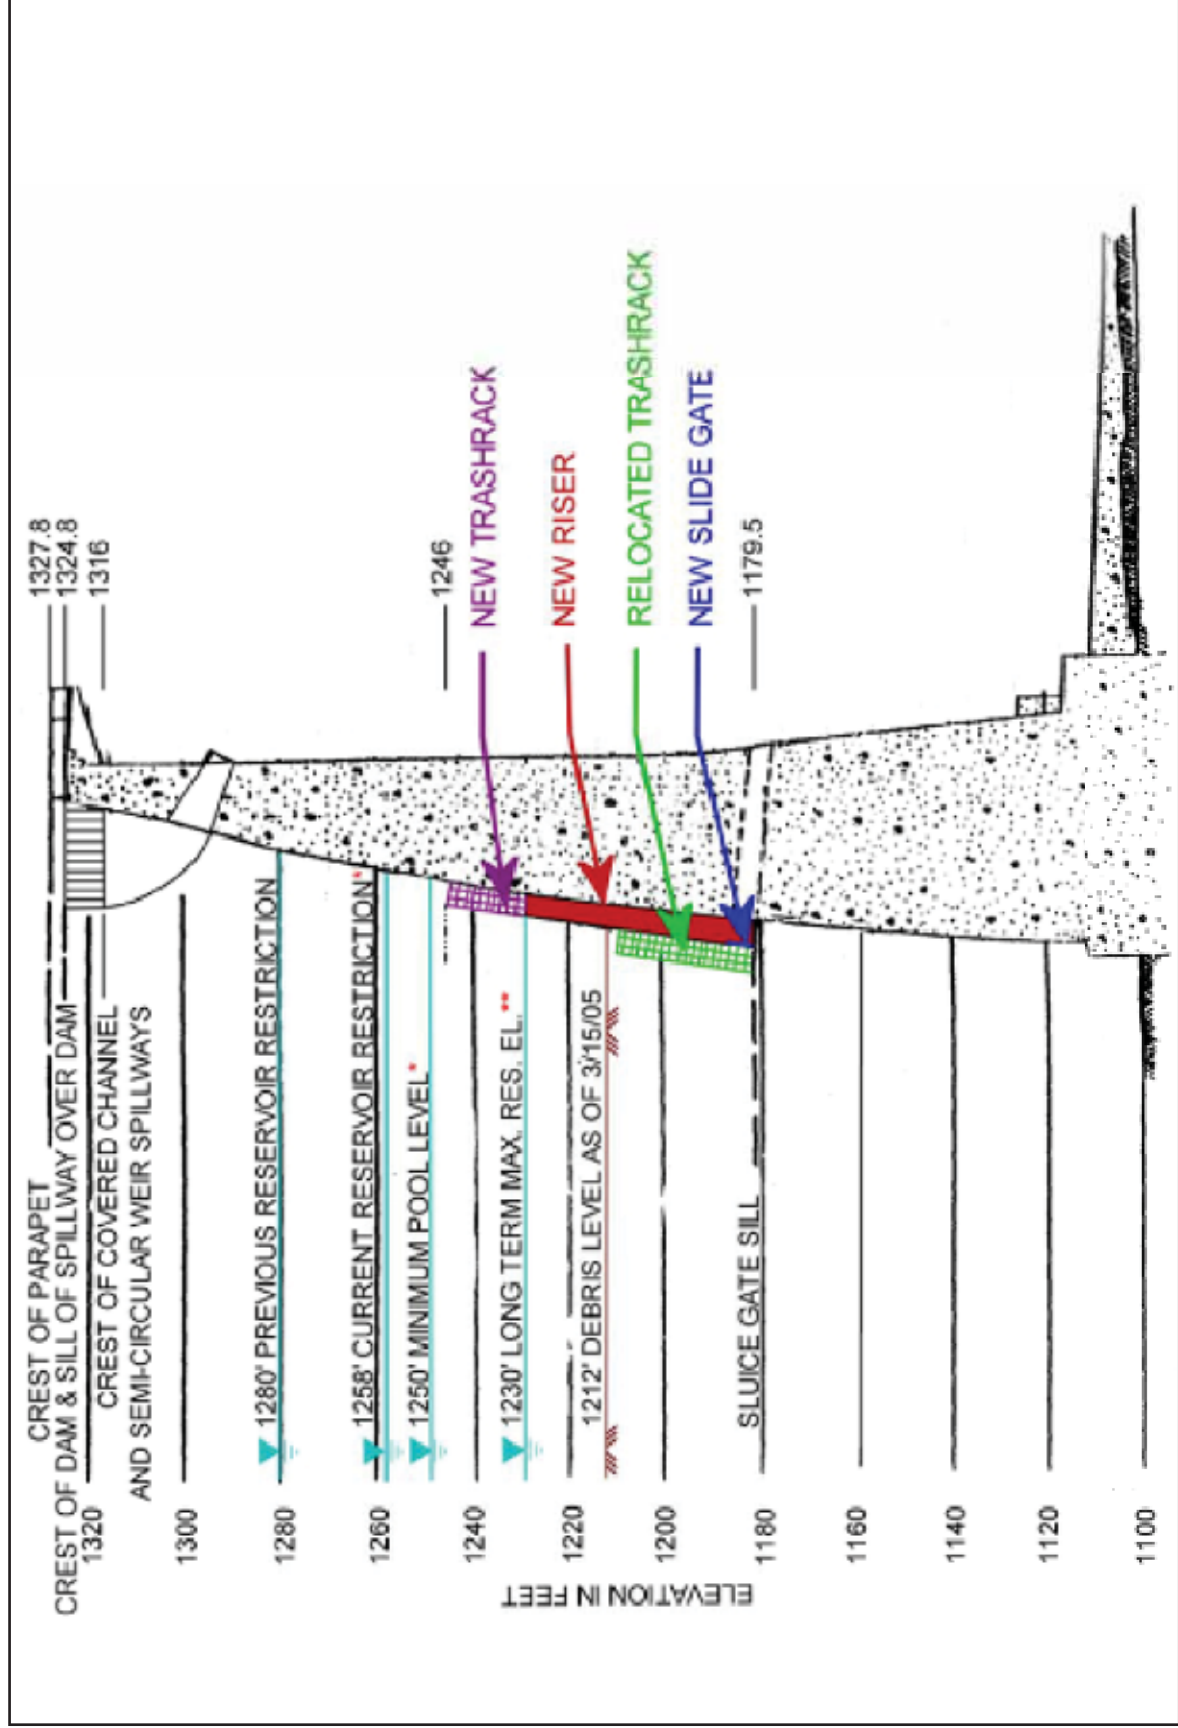 CREST OF PARAPET
CREST OF DAM & SILL OF SPILLWAY OVER DAM
CREST OF COVERED CHANNEL
AND SEMI-CIRCULAR WEIR SPILLWAYS
1327.8
1324.8
1316
1280' PREVIOUS RESERVOIR RESTRICTION
1258' CURRENT RESERVOIR RESTRICTION*
1250' MINIMUM POOL LEVEL*
1230' LONG TERM MAX. RES. EL.**
1212' DEBRIS LEVEL AS OF 3/15/05
SLUICE GATE SILL
1246
NEW TRASHRACK
NEW RISER
RELOCATED TRASHRACK
NEW SLIDE GATE
1179.5
1320
1300
1280
1260
1240
1220
1200
1180
1160
1140
1120
1100
ELEVATION IN FEET